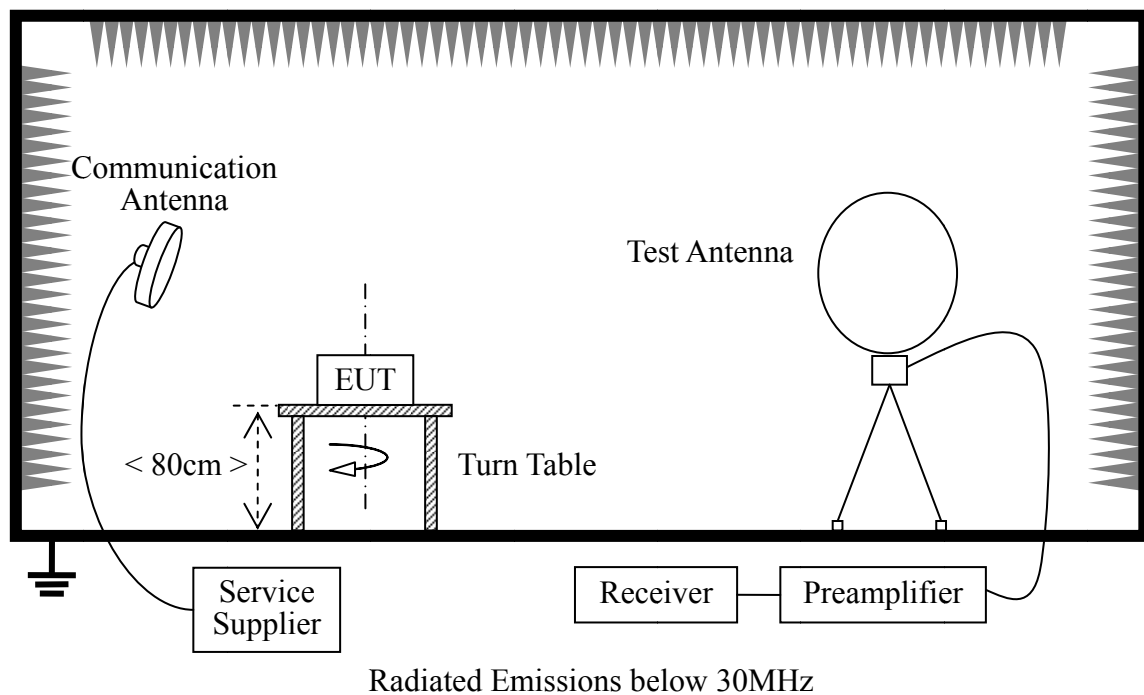 Communication
Antenna
Test Antenna
EUT
< 80cm >
Turn Table
Service
Supplier
Receiver
Preamplifier
Radiated Emissions below 30MHz